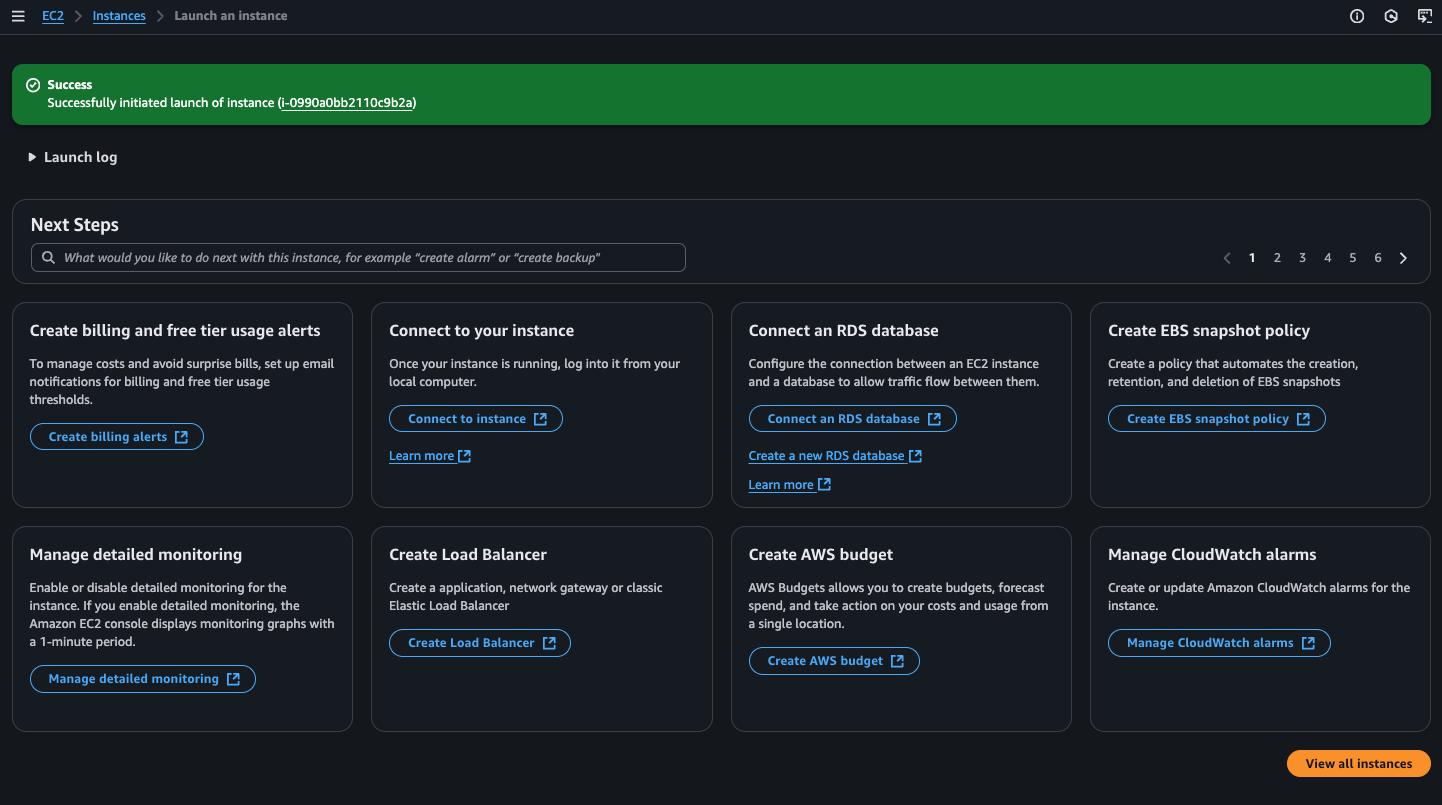 EC2 > Instances > Launch an instance
Success
Successfully initiated launch of instance (i-0990a0bb2110c9b2a)
Launch log
Next Steps
What would you like to do next with this instance, for example "create alarm" or "create backup"
1 2 3 4 5 6
Create billing and free tier usage alerts
To manage costs and avoid surprise bills, set up email
notifications for billing and free tier usage
thresholds.
Create billing alerts
Connect to your instance
Once your instance is running, log into it from your
local computer.
Connect to instance
Learn more
Connect an RDS database
Configure the connection between an EC2 instance
and a database to allow traffic flow between them.
Connect an RDS database
Create a new RDS database
Learn more
Create EBS snapshot policy
Create a policy that automates the creation,
retention, and deletion of EBS snapshots
Create EBS snapshot policy
Manage detailed monitoring
Enable or disable detailed monitoring for the
instance. If you enable detailed monitoring, the
Amazon EC2 console displays monitoring graphs with
a 1-minute period.
Manage detailed monitoring
Create Load Balancer
Create a application, network gateway or classic
Elastic Load Balancer
Create Load Balancer
Create AWS budget
AWS Budgets allows you to create budgets, forecast
spend, and take action on your costs and usage from
a single location.
Create AWS budget
Manage CloudWatch alarms
Create or update Amazon CloudWatch alarms for the
instance.
Manage CloudWatch alarms
View all instances